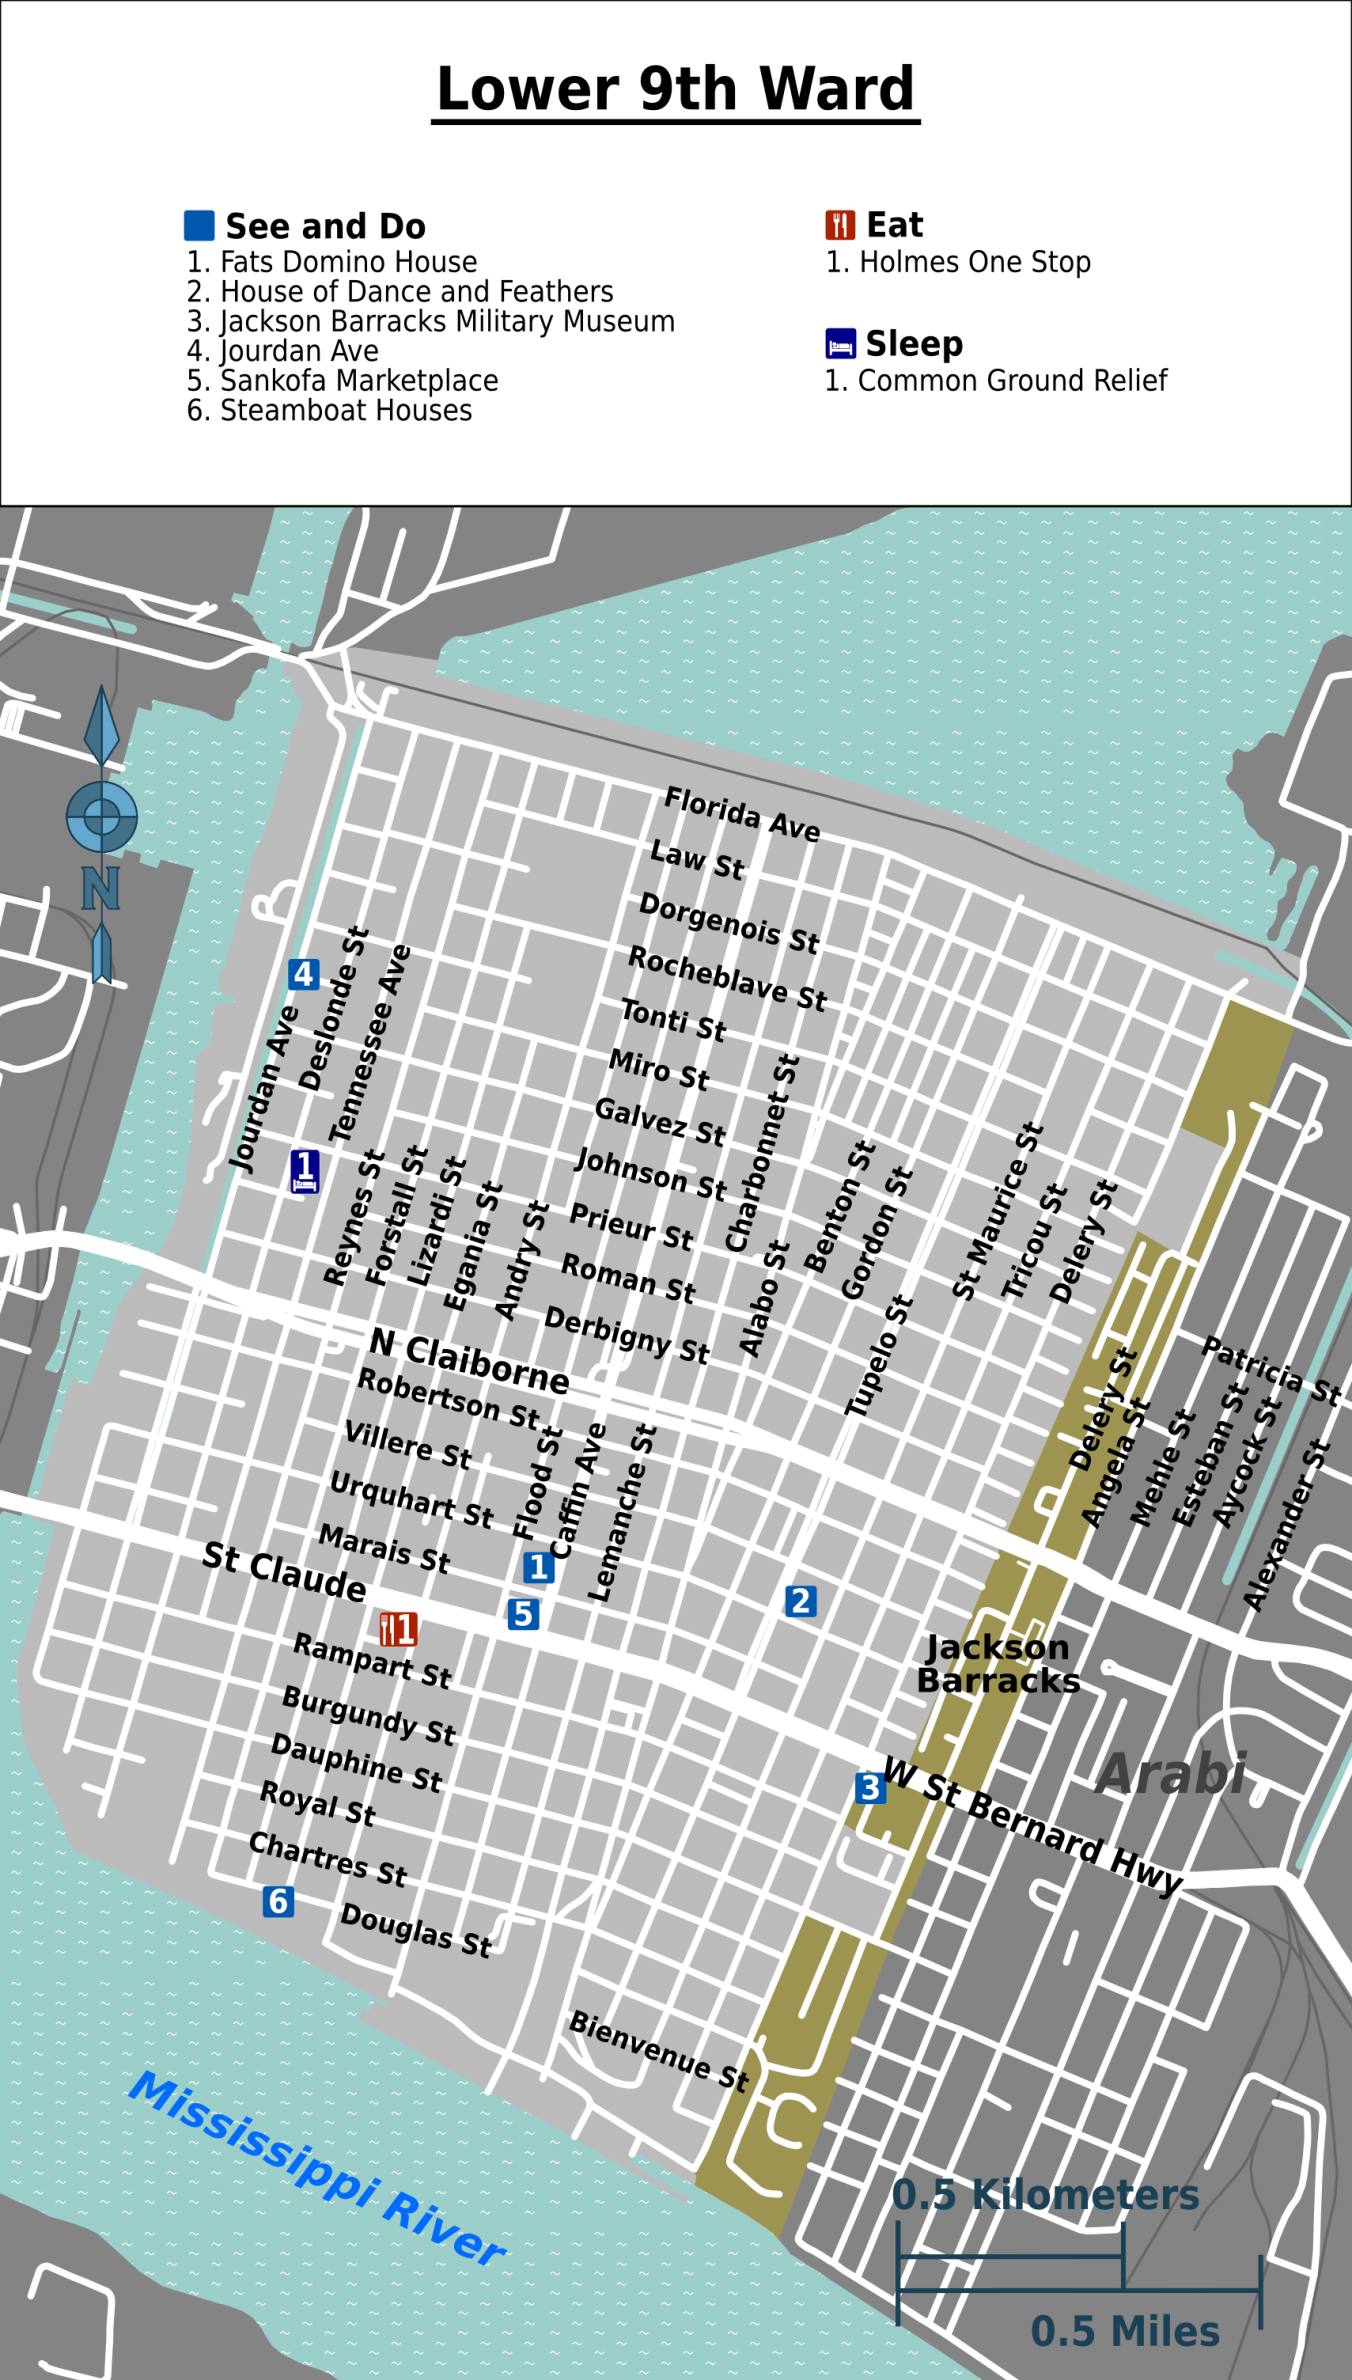 Lower 9th Ward
See and Do
1. Fats Domino House
2. House of Dance and Feathers
3. Jackson Barracks Military Museum
4. Jourdan Ave
5. Sankofa Marketplace
6. Steamboat Houses
Eat
1. Holmes One Stop
Sleep
1. Common Ground Relief
N
Florida Ave
Law St
Dorgenois St
Rocheblave St
Tonti St
Miro St
Galvez St
Johnson St
Prieur St
Roman St
Derbigny St
4
Jourdan Ave
Deslonde St
Tennessee Ave
1
Reynes St
Forstall St
Lizardi St
Egania St
Andry St
Charbonnet St
Alabo St
Benton St
Gordon St
Tupelo St
St Maurice St
Tricou St
Delery St
N Claiborne
Robertson St
Villere St
Urquhart St
Marais St
Flood St
Caffin Ave
Lemanche St
Delery St
Angela St
Mehle St
Esteban St
Aycock St
Patricia St
Alexander St
1
5
2
St Claude
1
Jackson
Barracks
Rampart St
Burgundy St
Dauphine St
Royal St
Chartres St
Douglas St
3
W St Bernard Hwy
Arabi
6
Bienvenue St
Mississippi River
0.5 Kilometers
0.5 Miles